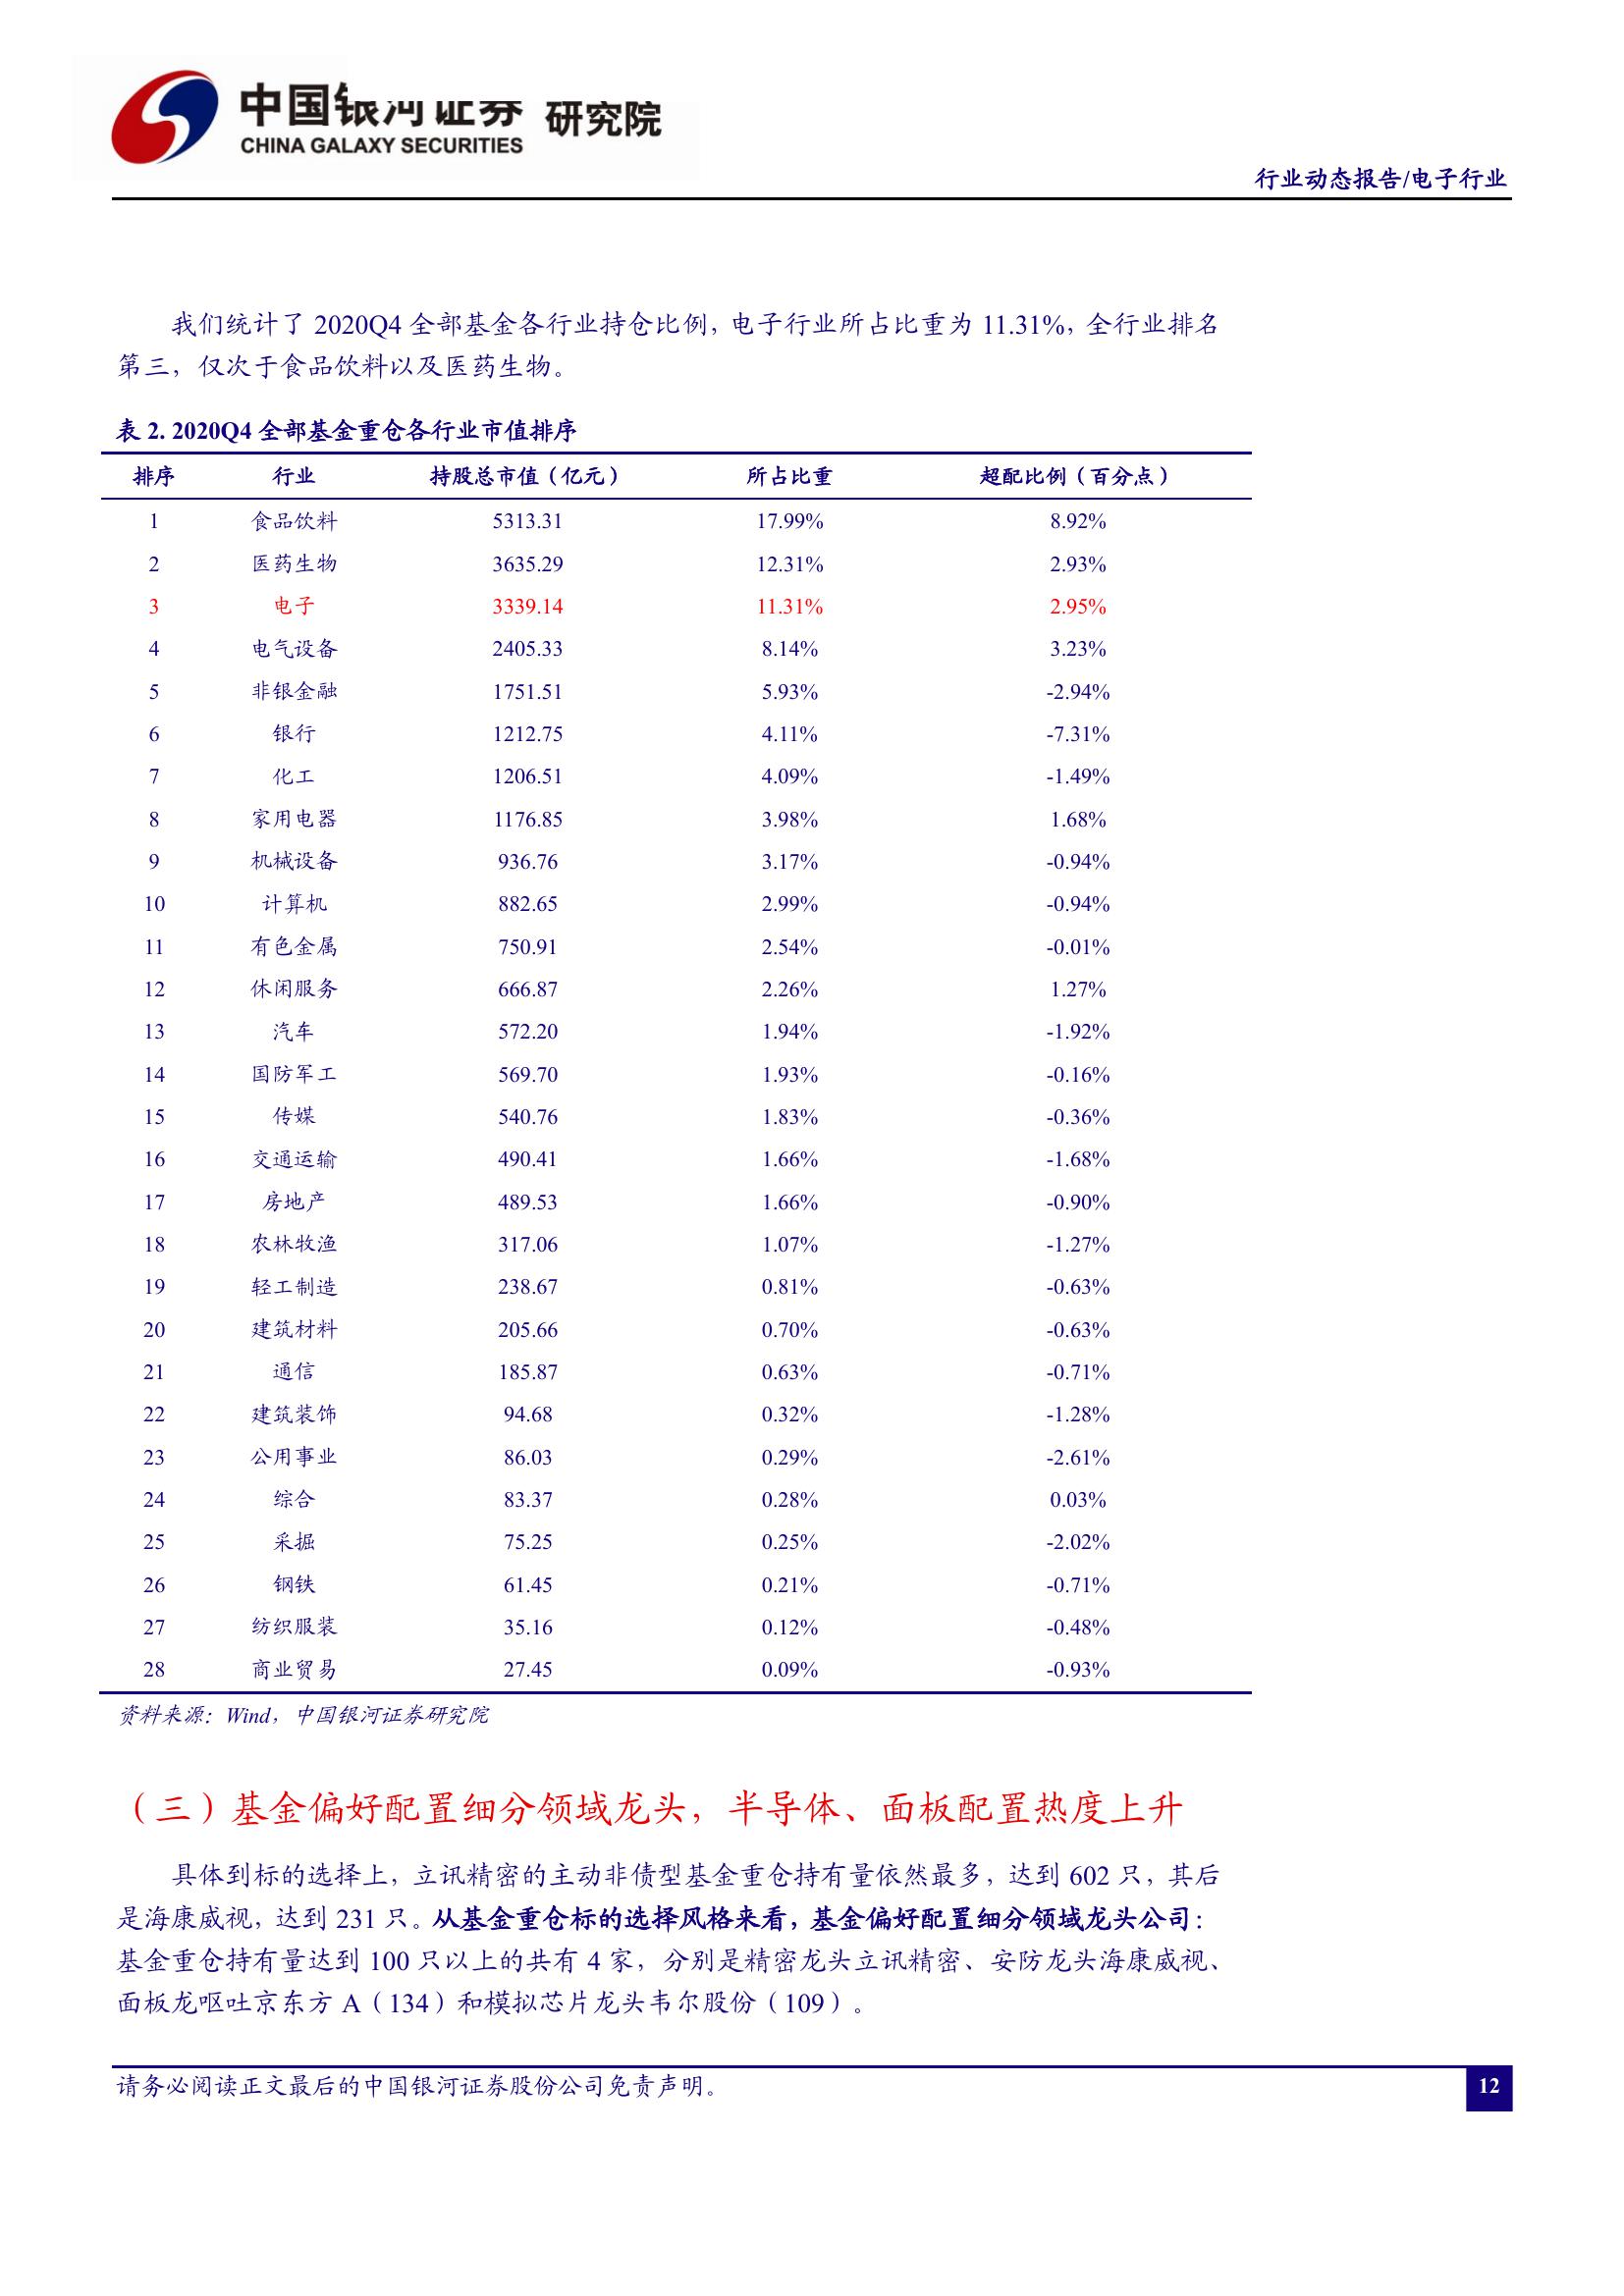 中国银河证券 研究院
CHINA GALAXY SECURITIES
行业动态报告/电子行业
我们统计了 2020Q4 全部基金各行业持仓比例，电子行业所占比重为 11.31%，全行业排名
第三，仅次于食品饮料以及医药生物。
表 2. 2020Q4 全部基金重仓各行业市值排序
排序 行业 持股总市值（亿元） 所占比重 超配比例（百分点）
1 食品饮料 5313.31 17.99% 8.92%
2 医药生物 3635.29 12.31% 2.93%
3 电子 3339.14 11.31% 2.95%
4 电气设备 2405.33 8.14% 3.23%
5 非银金融 1751.51 5.93% -2.94%
6 银行 1212.75 4.11% -7.31%
7 化工 1206.51 4.09% -1.49%
8 家用电器 1176.85 3.98% 1.68%
9 机械设备 936.76 3.17% -0.94%
10 计算机 882.65 2.99% -0.94%
11 有色金属 750.91 2.54% -0.01%
12 休闲服务 666.87 2.26% 1.27%
13 汽车 572.20 1.94% -1.92%
14 国防军工 569.70 1.93% -0.16%
15 传媒 540.76 1.83% -0.36%
16 交通运输 490.41 1.66% -1.68%
17 房地产 489.53 1.66% -0.90%
18 农林牧渔 317.06 1.07% -1.27%
19 轻工制造 238.67 0.81% -0.63%
20 建筑材料 205.66 0.70% -0.63%
21 通信 185.87 0.63% -0.71%
22 建筑装饰 94.68 0.32% -1.28%
23 公用事业 86.03 0.29% -2.61%
24 综合 83.37 0.28% 0.03%
25 采掘 75.25 0.25% -2.02%
26 钢铁 61.45 0.21% -0.71%
27 纺织服装 35.16 0.12% -0.48%
28 商业贸易 27.45 0.09% -0.93%
资料来源：Wind，中国银河证券研究院
（三）基金偏好配置细分领域龙头，半导体、面板配置热度上升
具体到标的选择上，立讯精密的主动非债型基金重仓持有量依然最多，达到 602 只，其后
是海康威视，达到 231 只。从基金重仓标的选择风格来看，基金偏好配置细分领域龙头公司：
基金重仓持有量达到 100 只以上的共有 4 家，分别是精密龙头立讯精密、安防龙头海康威视、
面板龙呕吐京东方 A（134）和模拟芯片龙头韦尔股份（109）。
请务必阅读正文最后的中国银河证券股份公司免责声明。
12